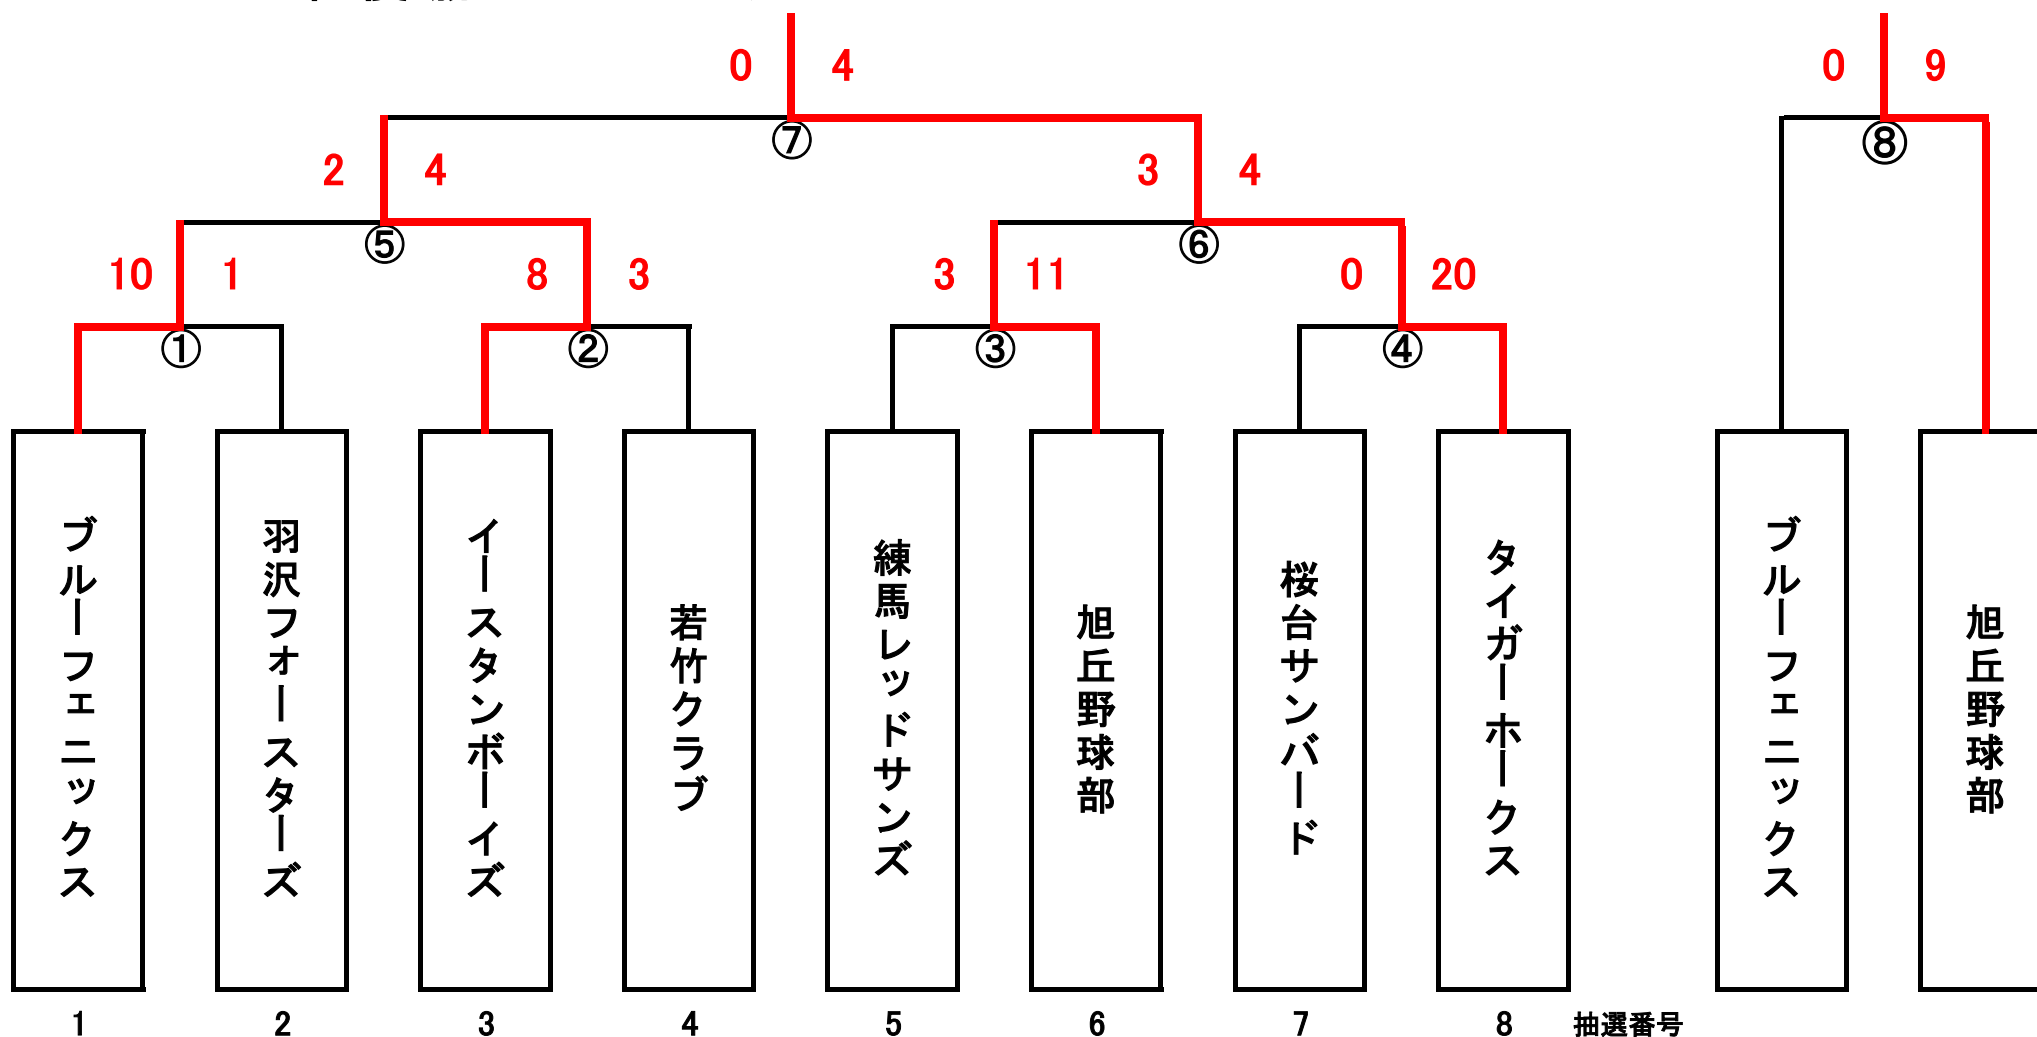 0 4 0 9
⑦ ⑧
2 4 3 4
⑤ ⑥
10 1 8 3 3 11 0 20
① ② ③ ④
ブルーフェニックス
羽沢フォースターズ
イースタンボーイズ
若竹クラブ
練馬レッドサンズ
旭丘野球部
桜台サンバード
タイガーホークス
ブルーフェニックス
旭丘野球部
1 2 3 4 5 6 7 8 抽選番号